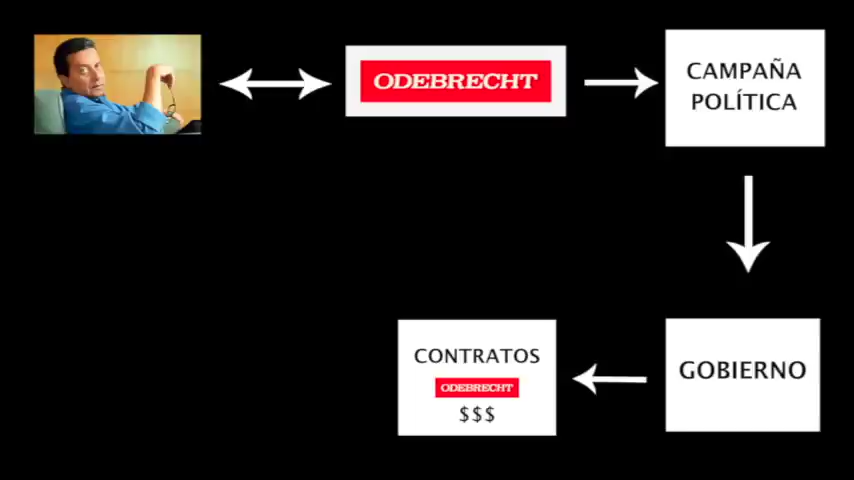 ODEBRECHT
CAMPAÑA
POLÍTICA
GOBIERNO
CONTRATOS
ODEBRECHT
$$$